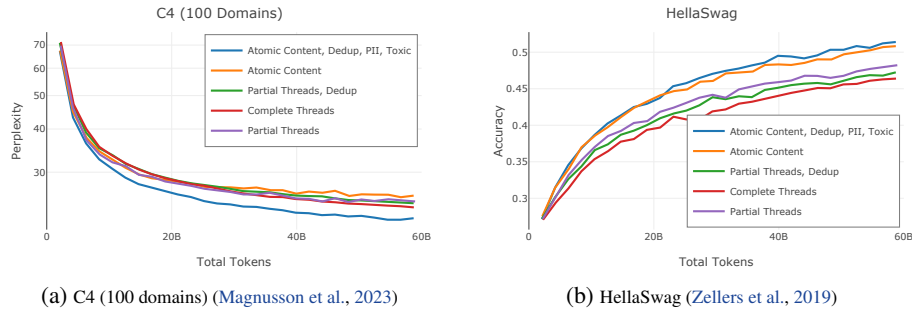 C4 (100 Domains)
Perplexity
70
60
50
40
30
0
20B
40B
60B
Total Tokens
Atomic Content, Dedup, PII, Toxic
Atomic Content
Partial Threads, Dedup
Complete Threads
Partial Threads
(a) C4 (100 domains) (Magnusson et al., 2023)
HellaSwag
Accuracy
0.5
0.45
0.4
0.35
0.3
0
20B
40B
60B
Total Tokens
Atomic Content, Dedup, PII, Toxic
Atomic Content
Partial Threads, Dedup
Complete Threads
Partial Threads
(b) HellaSwag (Zellers et al., 2019)